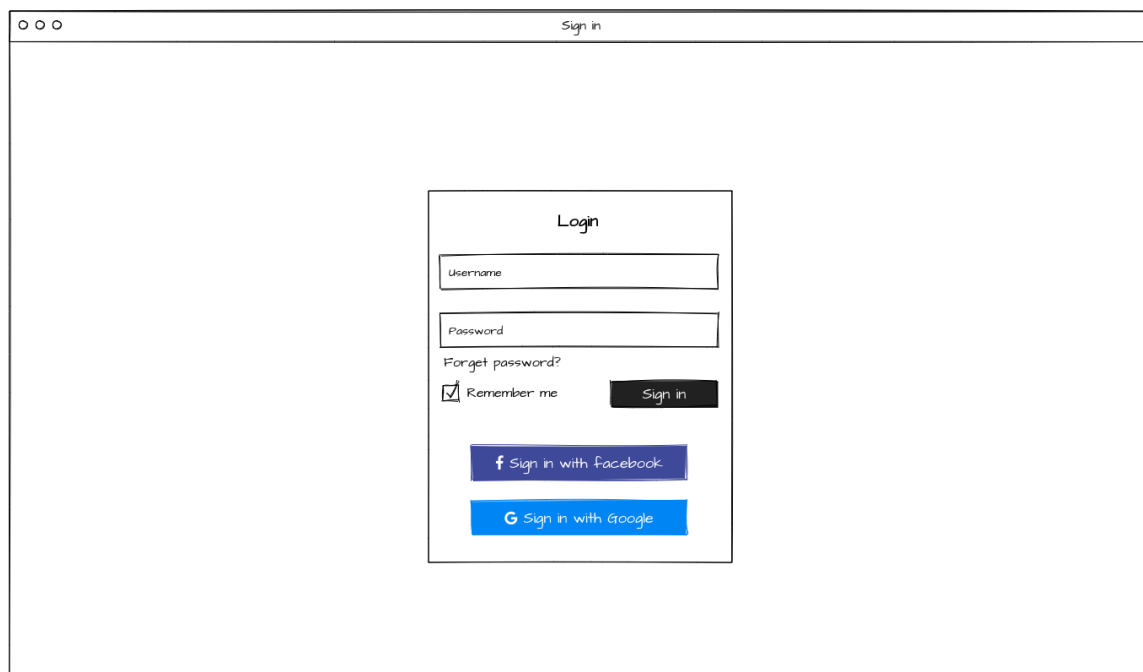 Sign in
Login
Username
Password
Forget password?
Remember me
Sign in
Sign in with facebook
Sign in with Google